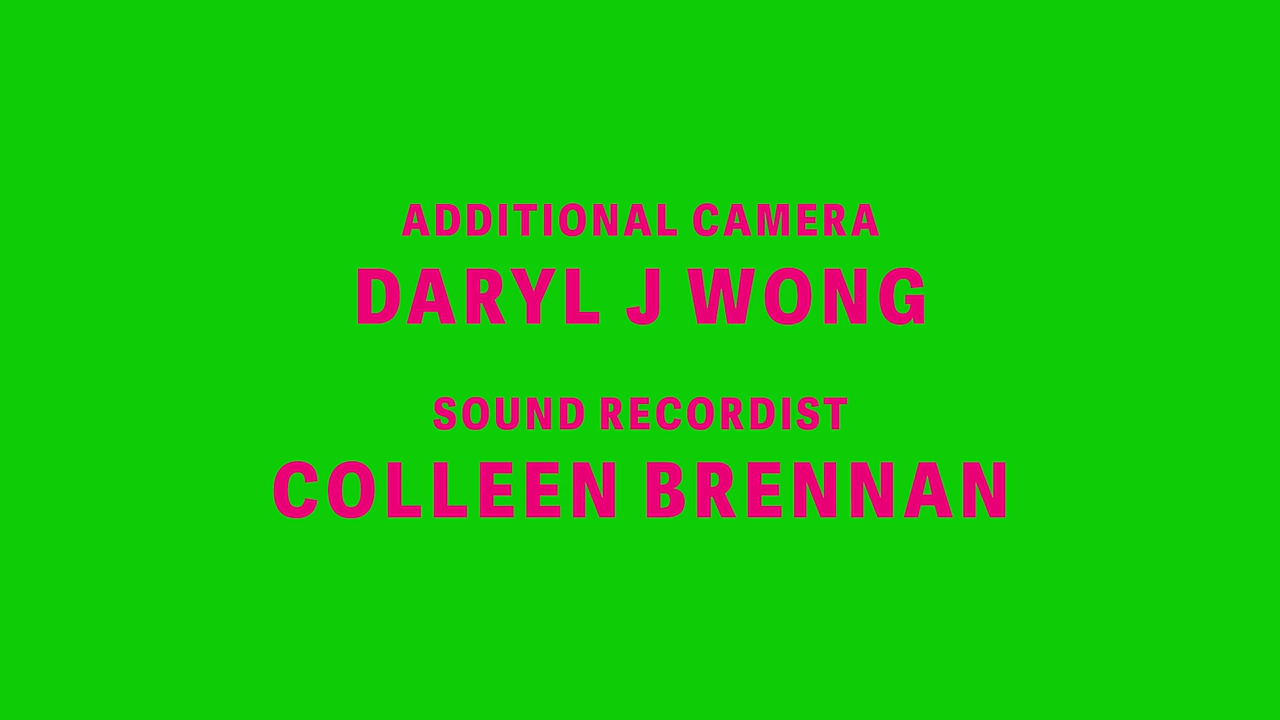 ADDITIONAL CAMERA
DARYL J WONG
SOUND RECORDIST
COLLEEN BRENNAN